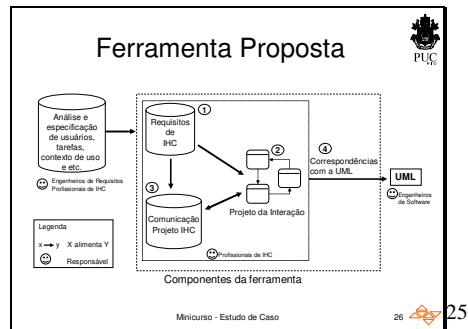 Ferramenta Proposta
PUC
RIO
Análise e
especificação
de usuários,
tarefas,
contexto de uso
e etc.
Engenheiros de Requisitos
Profissionais de IHC
1
Requisitos
de
IHC
2
Projeto da Interação
3
Comunicação
Projeto IHC
Profissionais de IHC
4
Correspondências
com a UML
UML
Engenheiros
de Software
Legenda
x y X alimenta Y
Responsável
Componentes da ferramenta
Minicurso - Estudo de Caso
26
25